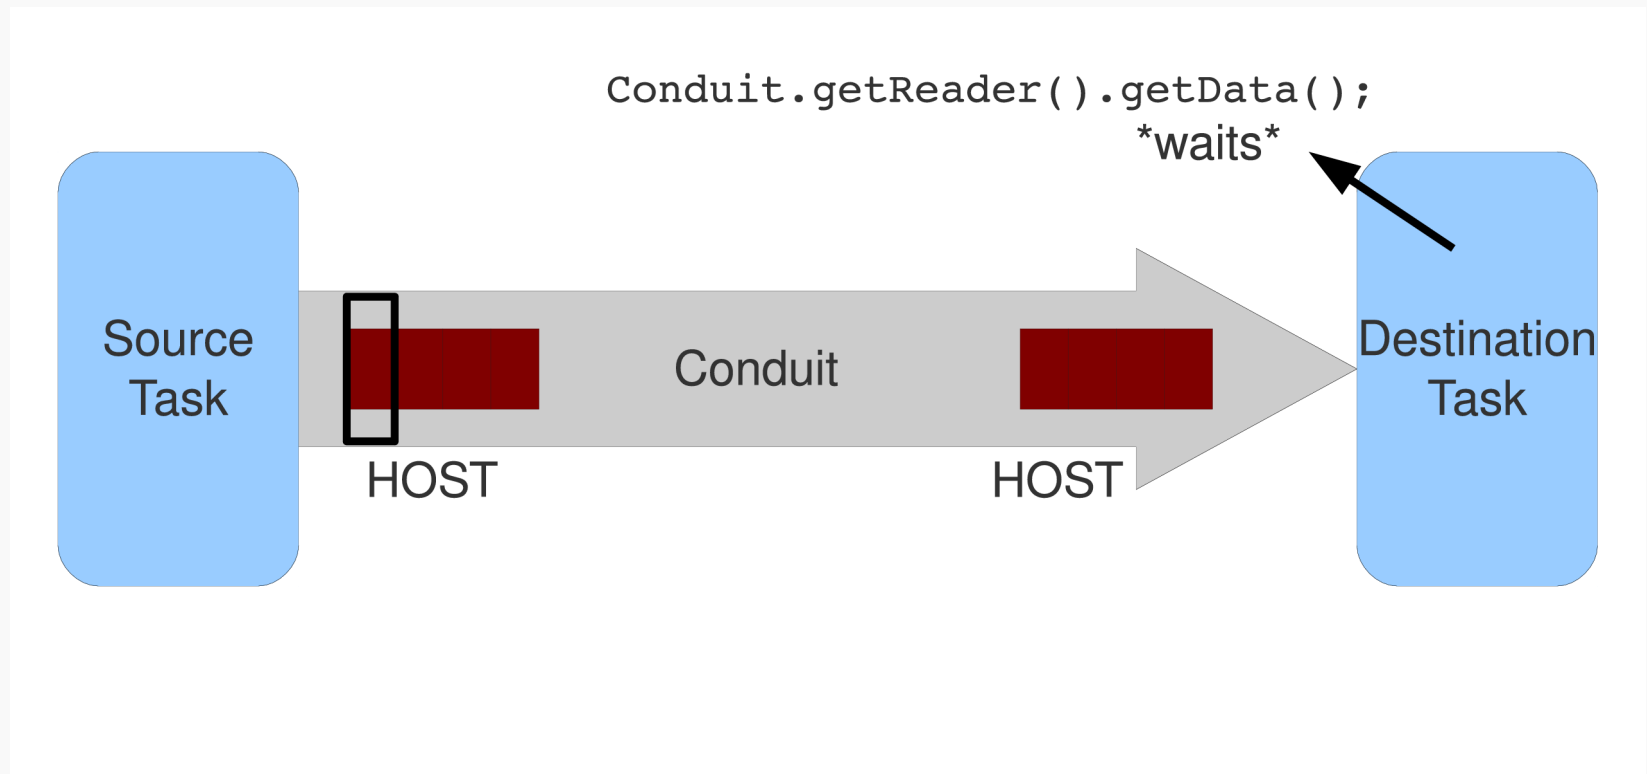 Conduit.getReader().getData();
*waits*
Source
Task
Conduit
Destination
Task
HOST
HOST